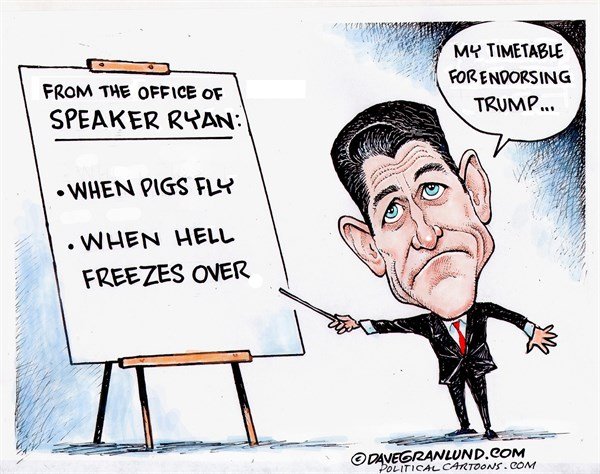 FROM THE OFFICE OF
SPEAKER RYAN:
• WHEN PIGS FLY
• WHEN HELL
FREEZES OVER
MY TIMETABLE
FOR ENDORSING
TRUMP...
© DAVEGRANLUND.COM
POLITICALCARTOONS.COM